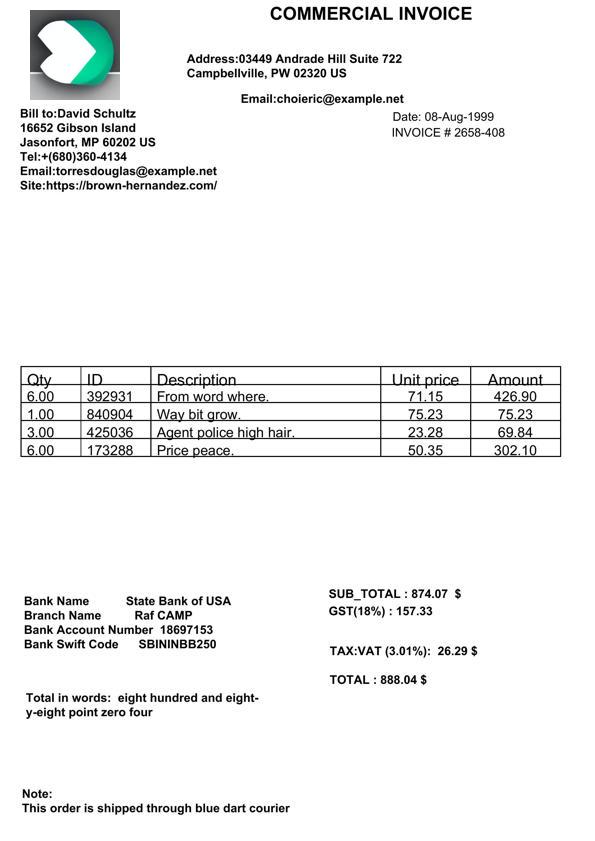 COMMERCIAL INVOICE
Address:03449 Andrade Hill Suite 722
Campbellville, PW 02320 US
Email:choieric@example.net
Bill to:David Schultz
16652 Gibson Island
Jasonfort, MP 60202 US
Tel:+(680)360-4134
Email:torresdouglas@example.net
Site:https://brown-hernandez.com/
Date: 08-Aug-1999
INVOICE # 2658-408
Qty ID Description Unit price Amount
6.00 392931 From word where. 71.15 426.90
1.00 840904 Way bit grow. 75.23 75.23
3.00 425036 Agent police high hair. 23.28 69.84
6.00 173288 Price peace. 50.35 302.10
SUB_TOTAL : 874.07 $
GST(18%) : 157.33
TAX:VAT (3.01%): 26.29 $
TOTAL : 888.04 $
Bank Name State Bank of USA
Branch Name Raf CAMP
Bank Account Number 18697153
Bank Swift Code SBININBB250
Total in words: eight hundred and eight-
y-eight point zero four
Note:
This order is shipped through blue dart courier